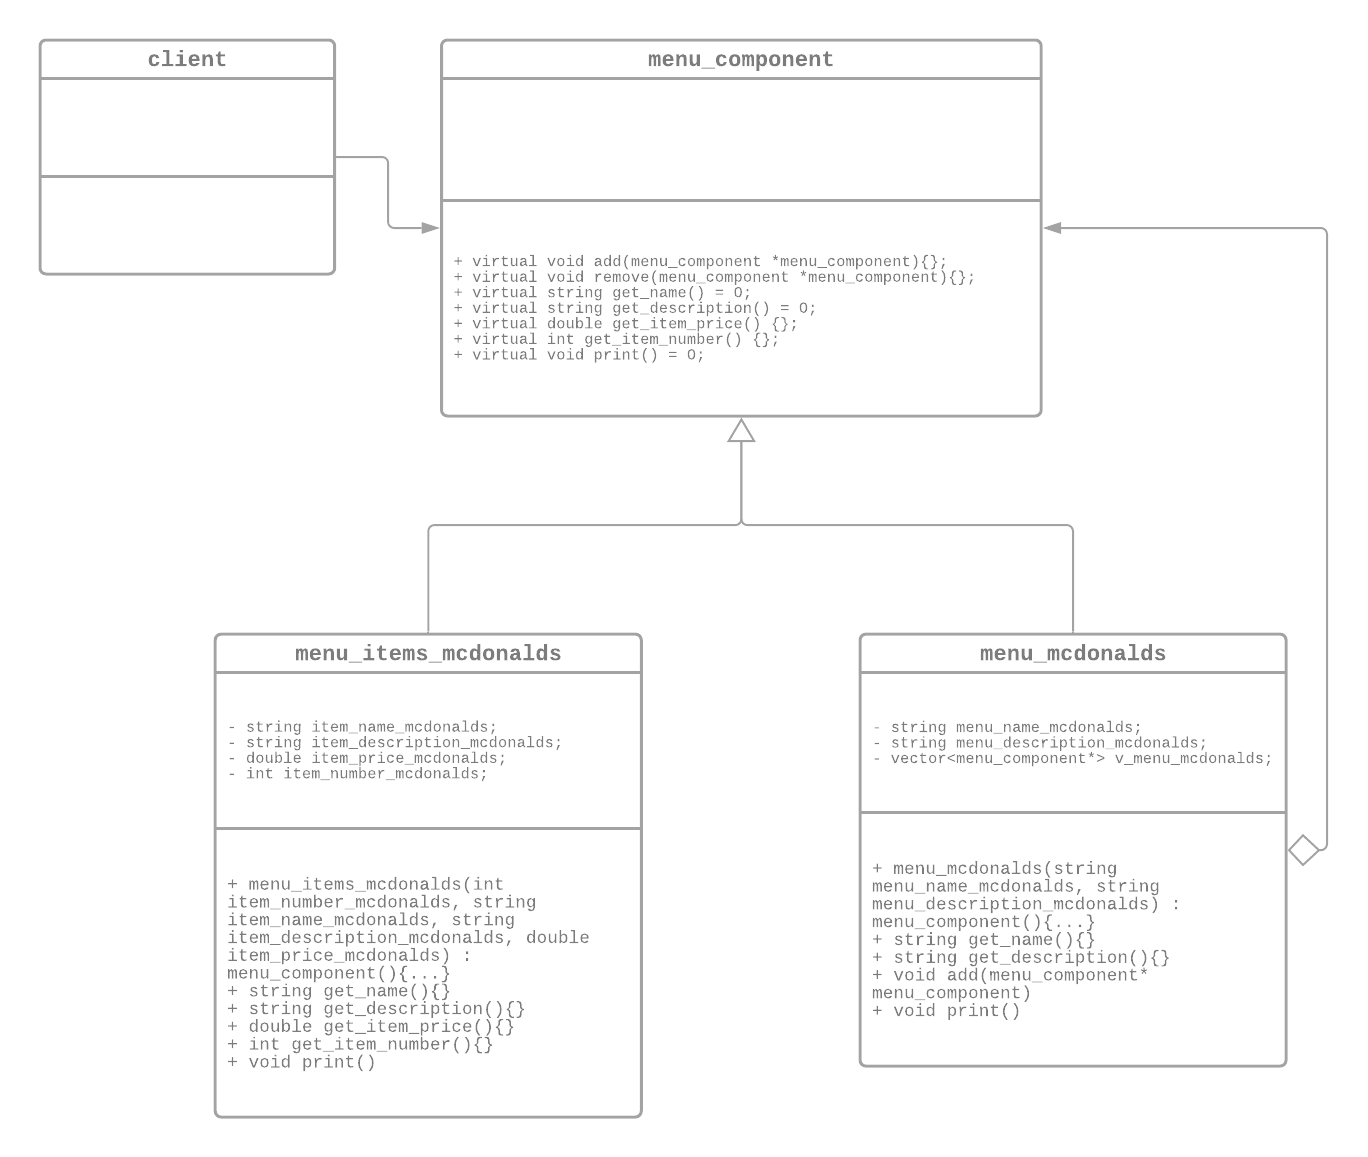 client
menu_component
+ virtual void add(menu_component *menu_component){};
+ virtual void remove(menu_component *menu_component){};
+ virtual string get_name() = 0;
+ virtual string get_description() = 0;
+ virtual double get_item_price() {};
+ virtual int get_item_number() {};
+ virtual void print() = 0;
menu_items_mcdonalds
- string item_name_mcdonalds;
- string item_description_mcdonalds;
- double item_price_mcdonalds;
- int item_number_mcdonalds;
+ menu_items_mcdonalds(int
item_number_mcdonalds, string
item_name_mcdonalds, string
item_description_mcdonalds, double
item_price_mcdonalds) :
menu_component(){...}
+ string get_name(){}
+ string get_description(){}
+ double get_item_price(){}
+ int get_item_number(){}
+ void print()
menu_mcdonalds
- string menu_name_mcdonalds;
- string menu_description_mcdonalds;
- vector<menu_component*> v_menu_mcdonalds;
+ menu_mcdonalds(string
menu_name_mcdonalds, string
menu_description_mcdonalds) :
menu_component(){...}
+ string get_name(){}
+ string get_description(){}
+ void add(menu_component*
menu_component)
+ void print()